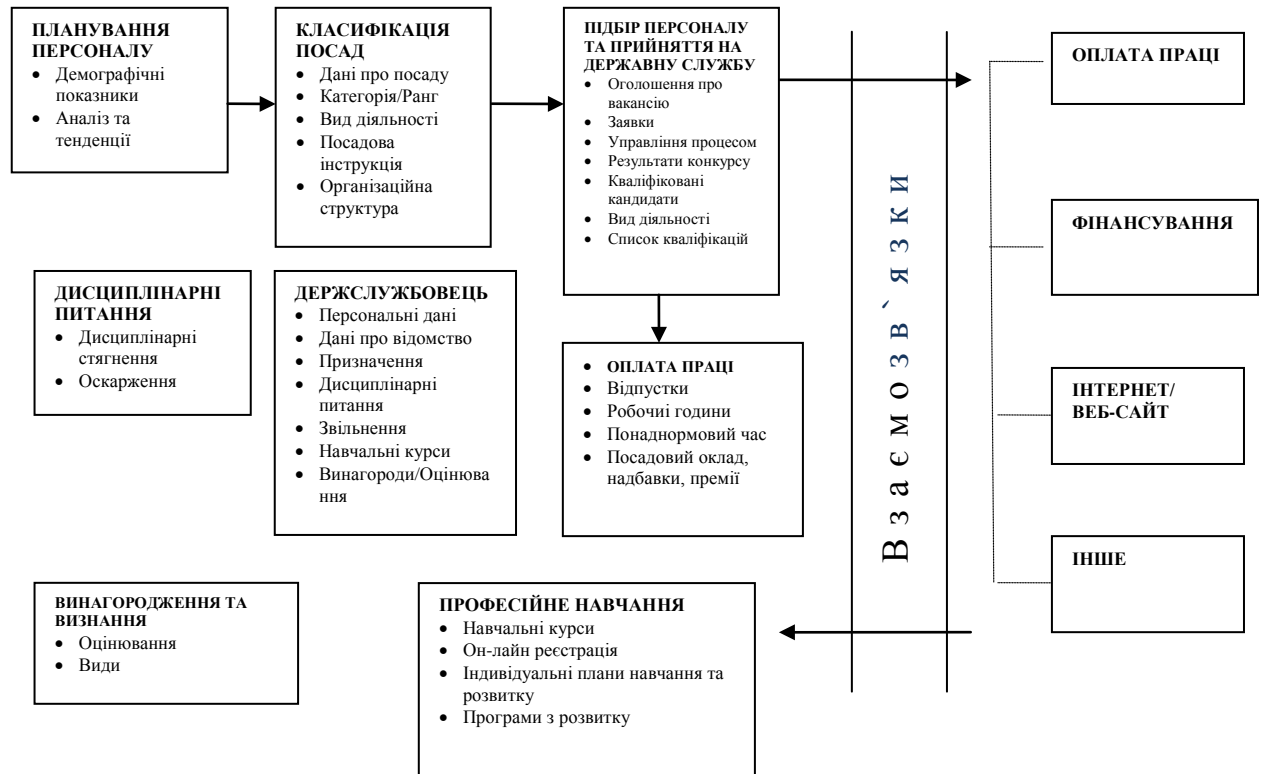 ПЛАНУВАННЯ
ПЕРСОНАЛУ
• Демографічні
показники
• Аналіз та
тенденції
КЛАСИФІКАЦІЯ
ПОСАД
• Дані про посаду
• Категорія/Ранг
• Вид діяльності
• Посадова
інструкція
• Організаційна
структура
ПІДБІР ПЕРСОНАЛУ
ТА ПРИЙНЯТТЯ НА
ДЕРЖАВНУ СЛУЖБУ
• Оголошення про
вакансію
• Заявки
• Управління процесом
• Результати конкурсу
• Кваліфіковані
кандидати
• Вид діяльності
• Список кваліфікацій
ДИСЦИПЛІНАРНІ
ПИТАННЯ
• Дисциплінарні
стягнення
• Оскарження
ДЕРЖСЛУЖБОВЕЦЬ
• Персональні дані
• Дані про відомство
• Призначення
• Дисциплінарні
питання
• Звільнення
• Навчальні курси
• Винагороди/Оцінюва
ння
• ОПЛАТА ПРАЦІ
• Відпустки
• Робочиі години
• Понаднормовий час
• Посадовий оклад,
надбавки, премії
ВИНАГОРОДЖЕННЯ ТА
ВИЗНАННЯ
• Оцінювання
• Види
ПРОФЕСІЙНЕ НАВЧАННЯ
• Навчальні курси
• Он-лайн реєстрація
• Індивідуальні плани навчання та
розвитку
• Програми з розвитку
Взаємозв`язки
ОПЛАТА ПРАЦІ
ФІНАНСУВАННЯ
ІНТЕРНЕТ/
ВЕБ-САЙТ
ІНШЕ